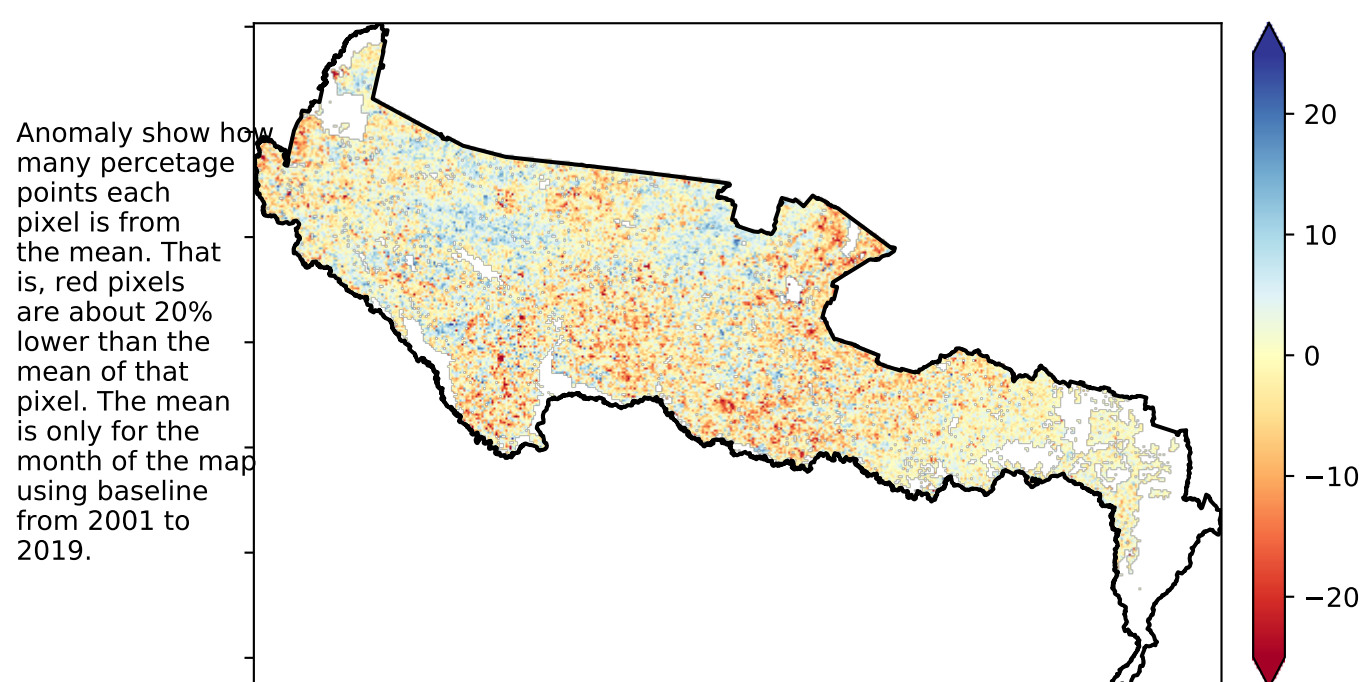 Anomaly show how
many percetage
points each
pixel is from
the mean. That
is, red pixels
are about 20%
lower than the
mean of that
pixel. The mean
is only for the
month of the map
using baseline
from 2001 to
2019.
20
10
0
−10
−20